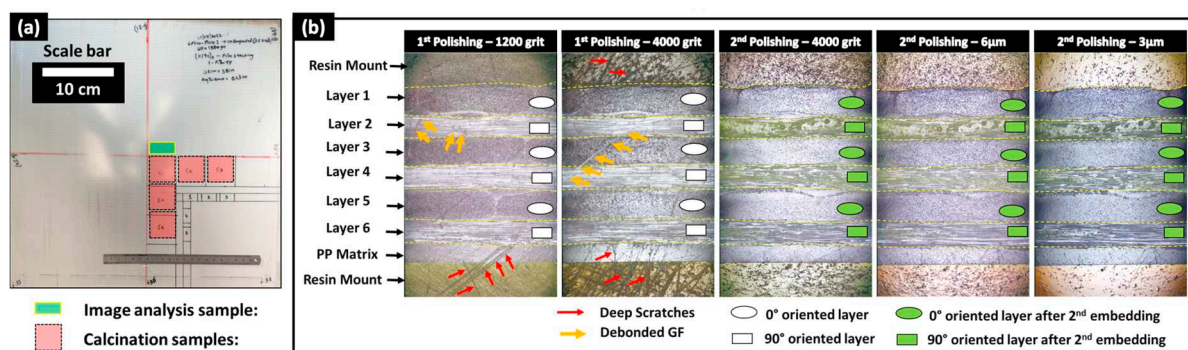 (a)
Scale bar
10 cm
Image analysis sample:
Calcination samples:
(b)
1st Polishing – 1200 grit
1st Polishing – 4000 grit
2nd Polishing – 4000 grit
2nd Polishing – 6μm
2nd Polishing – 3μm
Resin Mount
Layer 1
Layer 2
Layer 3
Layer 4
Layer 5
Layer 6
PP Matrix
Resin Mount
Deep Scratches
Debonded GF
0° oriented layer
90° oriented layer
0° oriented layer after 2nd embedding
90° oriented layer after 2nd embedding